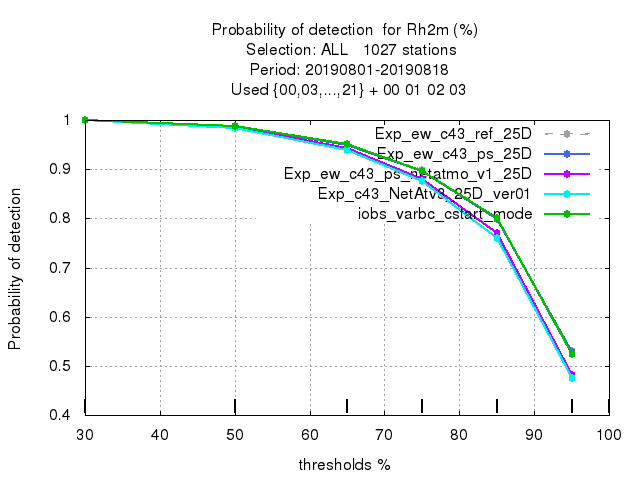 Probability of detection  for Rh2m (%)
Selection: ALL   1027 stations
Period: 20190801-20190818
Used {00,03,...,21} + 00 01 02 03
Exp_ew_c43_ref_25D
Exp_ew_c43_ps_25D
Exp_ew_c43_ps_netatmo_v1_25D
Exp_c43_NetAtv3_25D_ver01
iobs_varbc_cstart_mode
Probability of detection
1
0.9
0.8
0.7
0.6
0.5
0.4
30 40 50 60 70 80 90 100
thresholds %